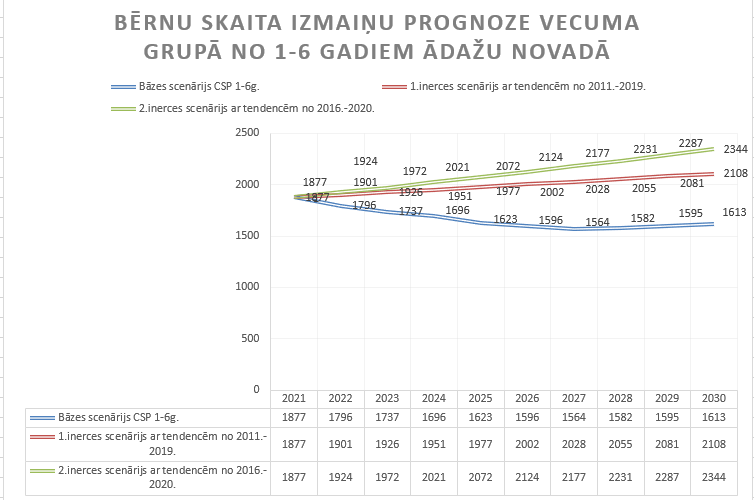 BĒRNU SKAITA IZMAIŅU PROGNOZE VECUMA
GRUPĀ NO 1-6 GADIEM ĀDAŽU NOVADĀ
Bāzes scenārijs CSP 1-6g.
1.inerces scenārijs ar tendencēm no 2011.-2019.
2.inerces scenārijs ar tendencēm no 2016.-2020.
2500
2000
1500
1000
500
0
1877 1924 1972 2021 2072 2124 2177 2231 2287 2344
1877 1901 1926 1951 1977 2002 2028 2055 2081 2108
1796 1737 1696 1623 1596 1564 1582 1595 1613
2021 2022 2023 2024 2025 2026 2027 2028 2029 2030
Bāzes scenārijs CSP 1-6g. 1877 1796 1737 1696 1623 1596 1564 1582 1595 1613
1.inerces scenārijs ar tendencēm no 2011.-
2019.
1877 1901 1926 1951 1977 2002 2028 2055 2081 2108
2.inerces scenārijs ar tendencēm no 2016.-
2020.
1877 1924 1972 2021 2072 2124 2177 2231 2287 2344